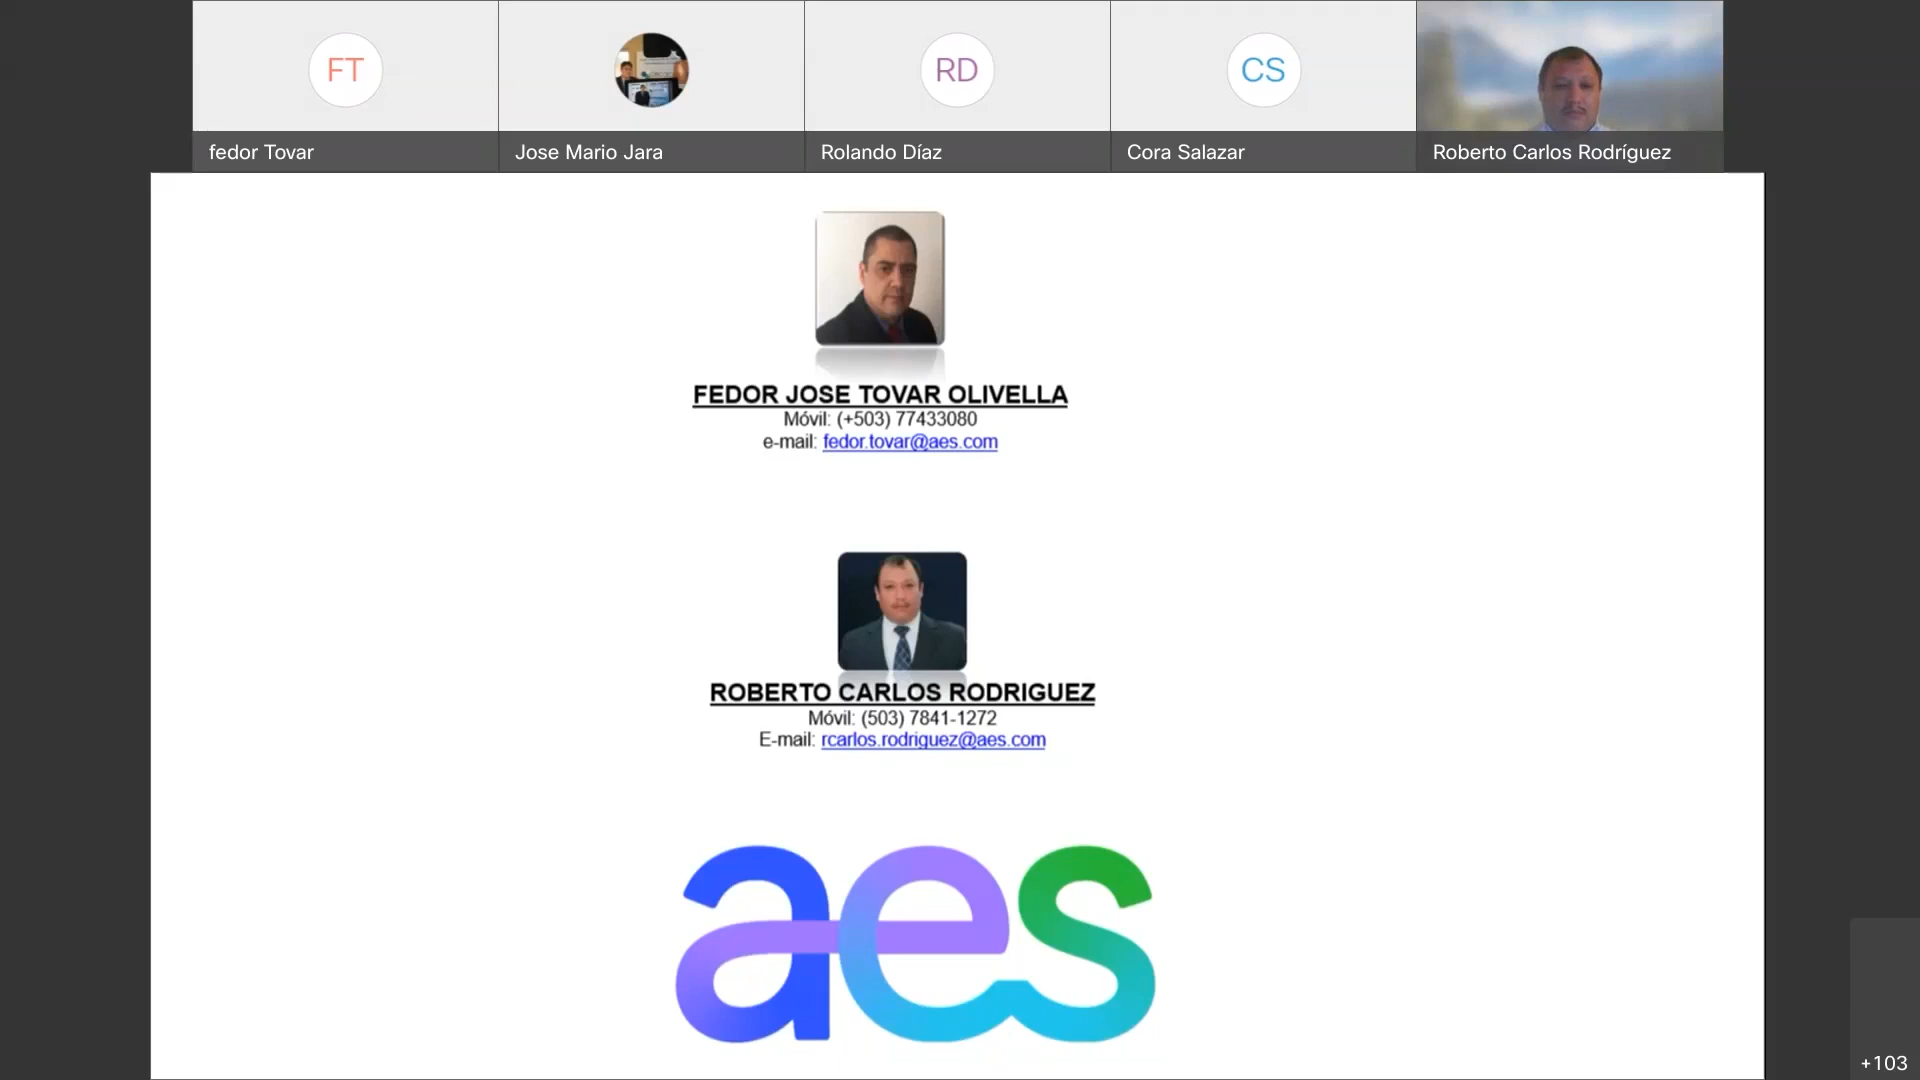 FT
RD
CS
fedor Tovar
Jose Mario Jara
Rolando Díaz
Cora Salazar
Roberto Carlos Rodríguez
FEDOR JOSE TOVAR OLIVELLA
Móvil: (+503) 77433080
e-mail: fedor.tovar@aes.com
ROBERTO CARLOS RODRIGUEZ
Móvil: (503) 7841-1272
E-mail: rcarlos.rodriguez@aes.com
aes
+103